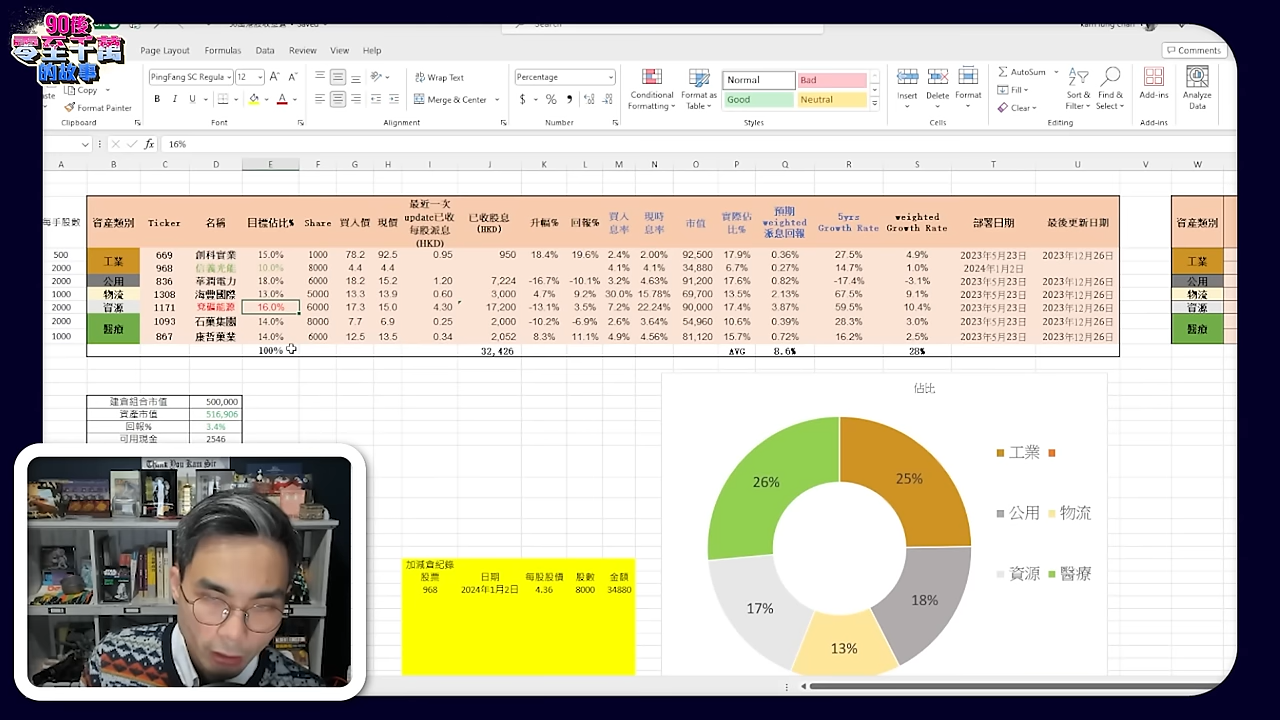 90後
零至千萬
的故事
Page Layout Formulas Data Review View Help
Comments
PingFang SC Regula 12
Wrap Text
Percentage
Normal Bad
AutoSum
Copy
Conditional Formatting
Format as Table
Insert Delete Format
Fill
Sort & Filter
Find & Select
Add-ins
Analyze Data
Format Painter
Merge & Center
Good Neutral
Clear
Clipboard Font Alignment Number Styles Cells Editing Add-ins
fx 16%
A B C D E F G H I J K L M N O P Q R S T U V W
每手股數 資產類別 Ticker 名稱 目標佔比% Share 買入價 現價 最近一次update已收每股派息(HKD) 已收股息(HKD) 升幅% 回報% 買入息率 現時息率 市值 實際佔比% 預期weighted派息回報 5yrs Growth Rate weighted Growth Rate 部署日期 最後更新日期 資產類別
500 工業 669 創科實業 15.0% 1000 78.2 92.5 0.95 950 18.4% 19.6% 2.4% 2.00% 92,500 17.9% 0.36% 27.5% 4.9% 2023年5月23日 2023年12月26日 工業
2000 968 信義光能 10.0% 8000 4.4 4.4 4.1% 4.1% 34,880 6.7% 0.27% 14.7% 1.0% 2024年1月2日
2000 公用 836 華潤電力 18.0% 6000 18.2 15.2 1.20 7,224 -16.7% -10.1% 3.2% 4.63% 91,200 17.6% 0.82% -17.4% -3.1% 2023年5月23日 2023年12月26日 公用
1000 物流 1308 海豐國際 13.0% 5000 13.3 13.9 0.60 3,000 4.7% 9.2% 30.0% 15.78% 69,700 13.5% 2.13% 67.5% 9.1% 2023年5月23日 2023年12月26日 物流
2000 資源 1171 兗礦能源 16.0% 6000 17.3 15.0 4.30 17,200 -13.1% 3.5% 7.2% 22.24% 90,000 17.4% 3.87% 59.5% 10.4% 2023年5月23日 2023年12月26日 資源
2000 醫療 1093 石藥集團 14.0% 8000 7.7 6.9 0.25 2,000 -10.2% -6.9% 2.6% 3.64% 54,960 10.6% 0.39% 28.3% 3.0% 2023年5月23日 2023年12月26日 醫療
1000 867 康哲藥業 14.0% 6000 12.5 13.5 0.34 2,052 8.3% 11.1% 4.9% 4.56% 81,120 15.7% 0.72% 16.2% 2.5% 2023年5月23日 2023年12月26日
100% 32,426 AVG 8.6% 28%
建倉組合市值 500,000
資產市值 516,906
回報% 3.4%
可用現金 2546
加減倉紀錄
股票 日期 每股股價 股數 金額
968 2024年1月2日 4.36 8000 34880
佔比
26% 25%
17% 18%
13%
工業
公用 物流
資源 醫療
Thank You Ram Sir